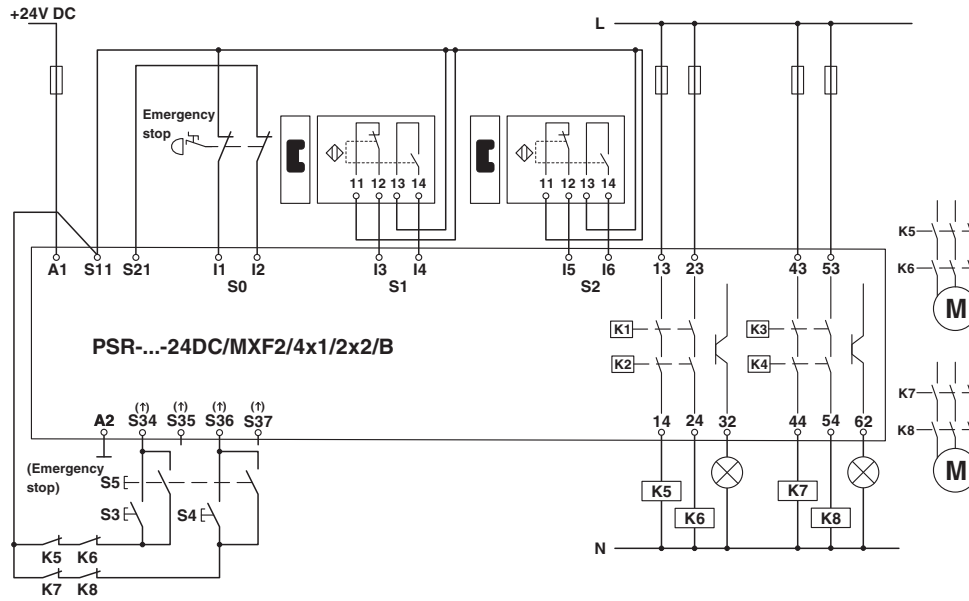 +24V DC
L
Emergency
stop
11 12 13 14
11 12 13 14
K5
K6
M
A1 S11 S21 I1 I2 I3 I4 I5 I6 13 23 43 53
S0 S1 S2
K1 K3
PSR-...-24DC/MXF2/4x1/2x2/B
K2 K4
K7
K8
M
(↑) (↑) (↑) (↑)
A2 S34 S35 S36 S37 14 24 32 44 54 62
(Emergency
stop)
S5
S3 S4
K5 K7
K6 K8
N
K5 K6
K7 K8